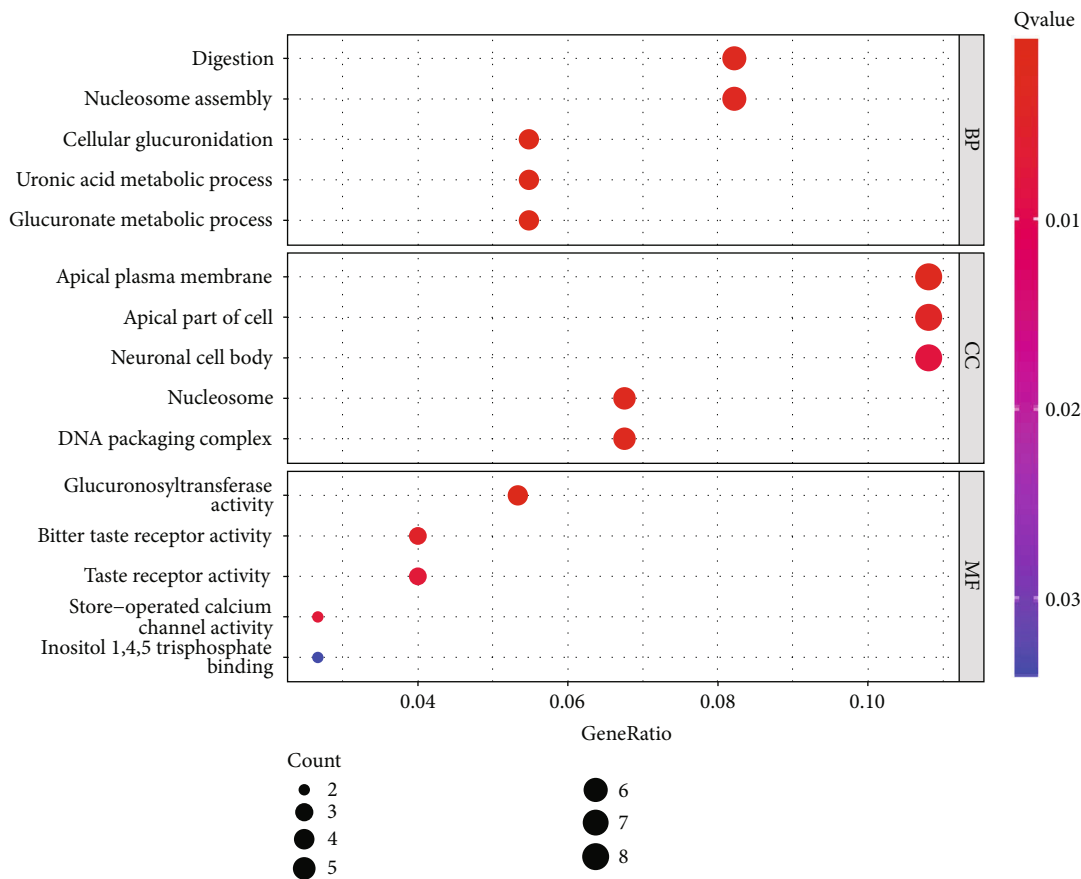 Qvalue
Digestion
Nucleosome assembly
Cellular glucuronidation
Uronic acid metabolic process
Glucuronate metabolic process
BP
Apical plasma membrane
Apical part of cell
Neuronal cell body
Nucleosome
DNA packaging complex
CC
Glucuronosyltransferase
activity
Bitter taste receptor activity
Taste receptor activity
Store−operated calcium
channel activity
Inositol 1,4,5 trisphosphate
binding
MF
0.01
0.02
0.03
0.04
0.06
0.08
0.10
GeneRatio
Count
2
3
4
5
6
7
8